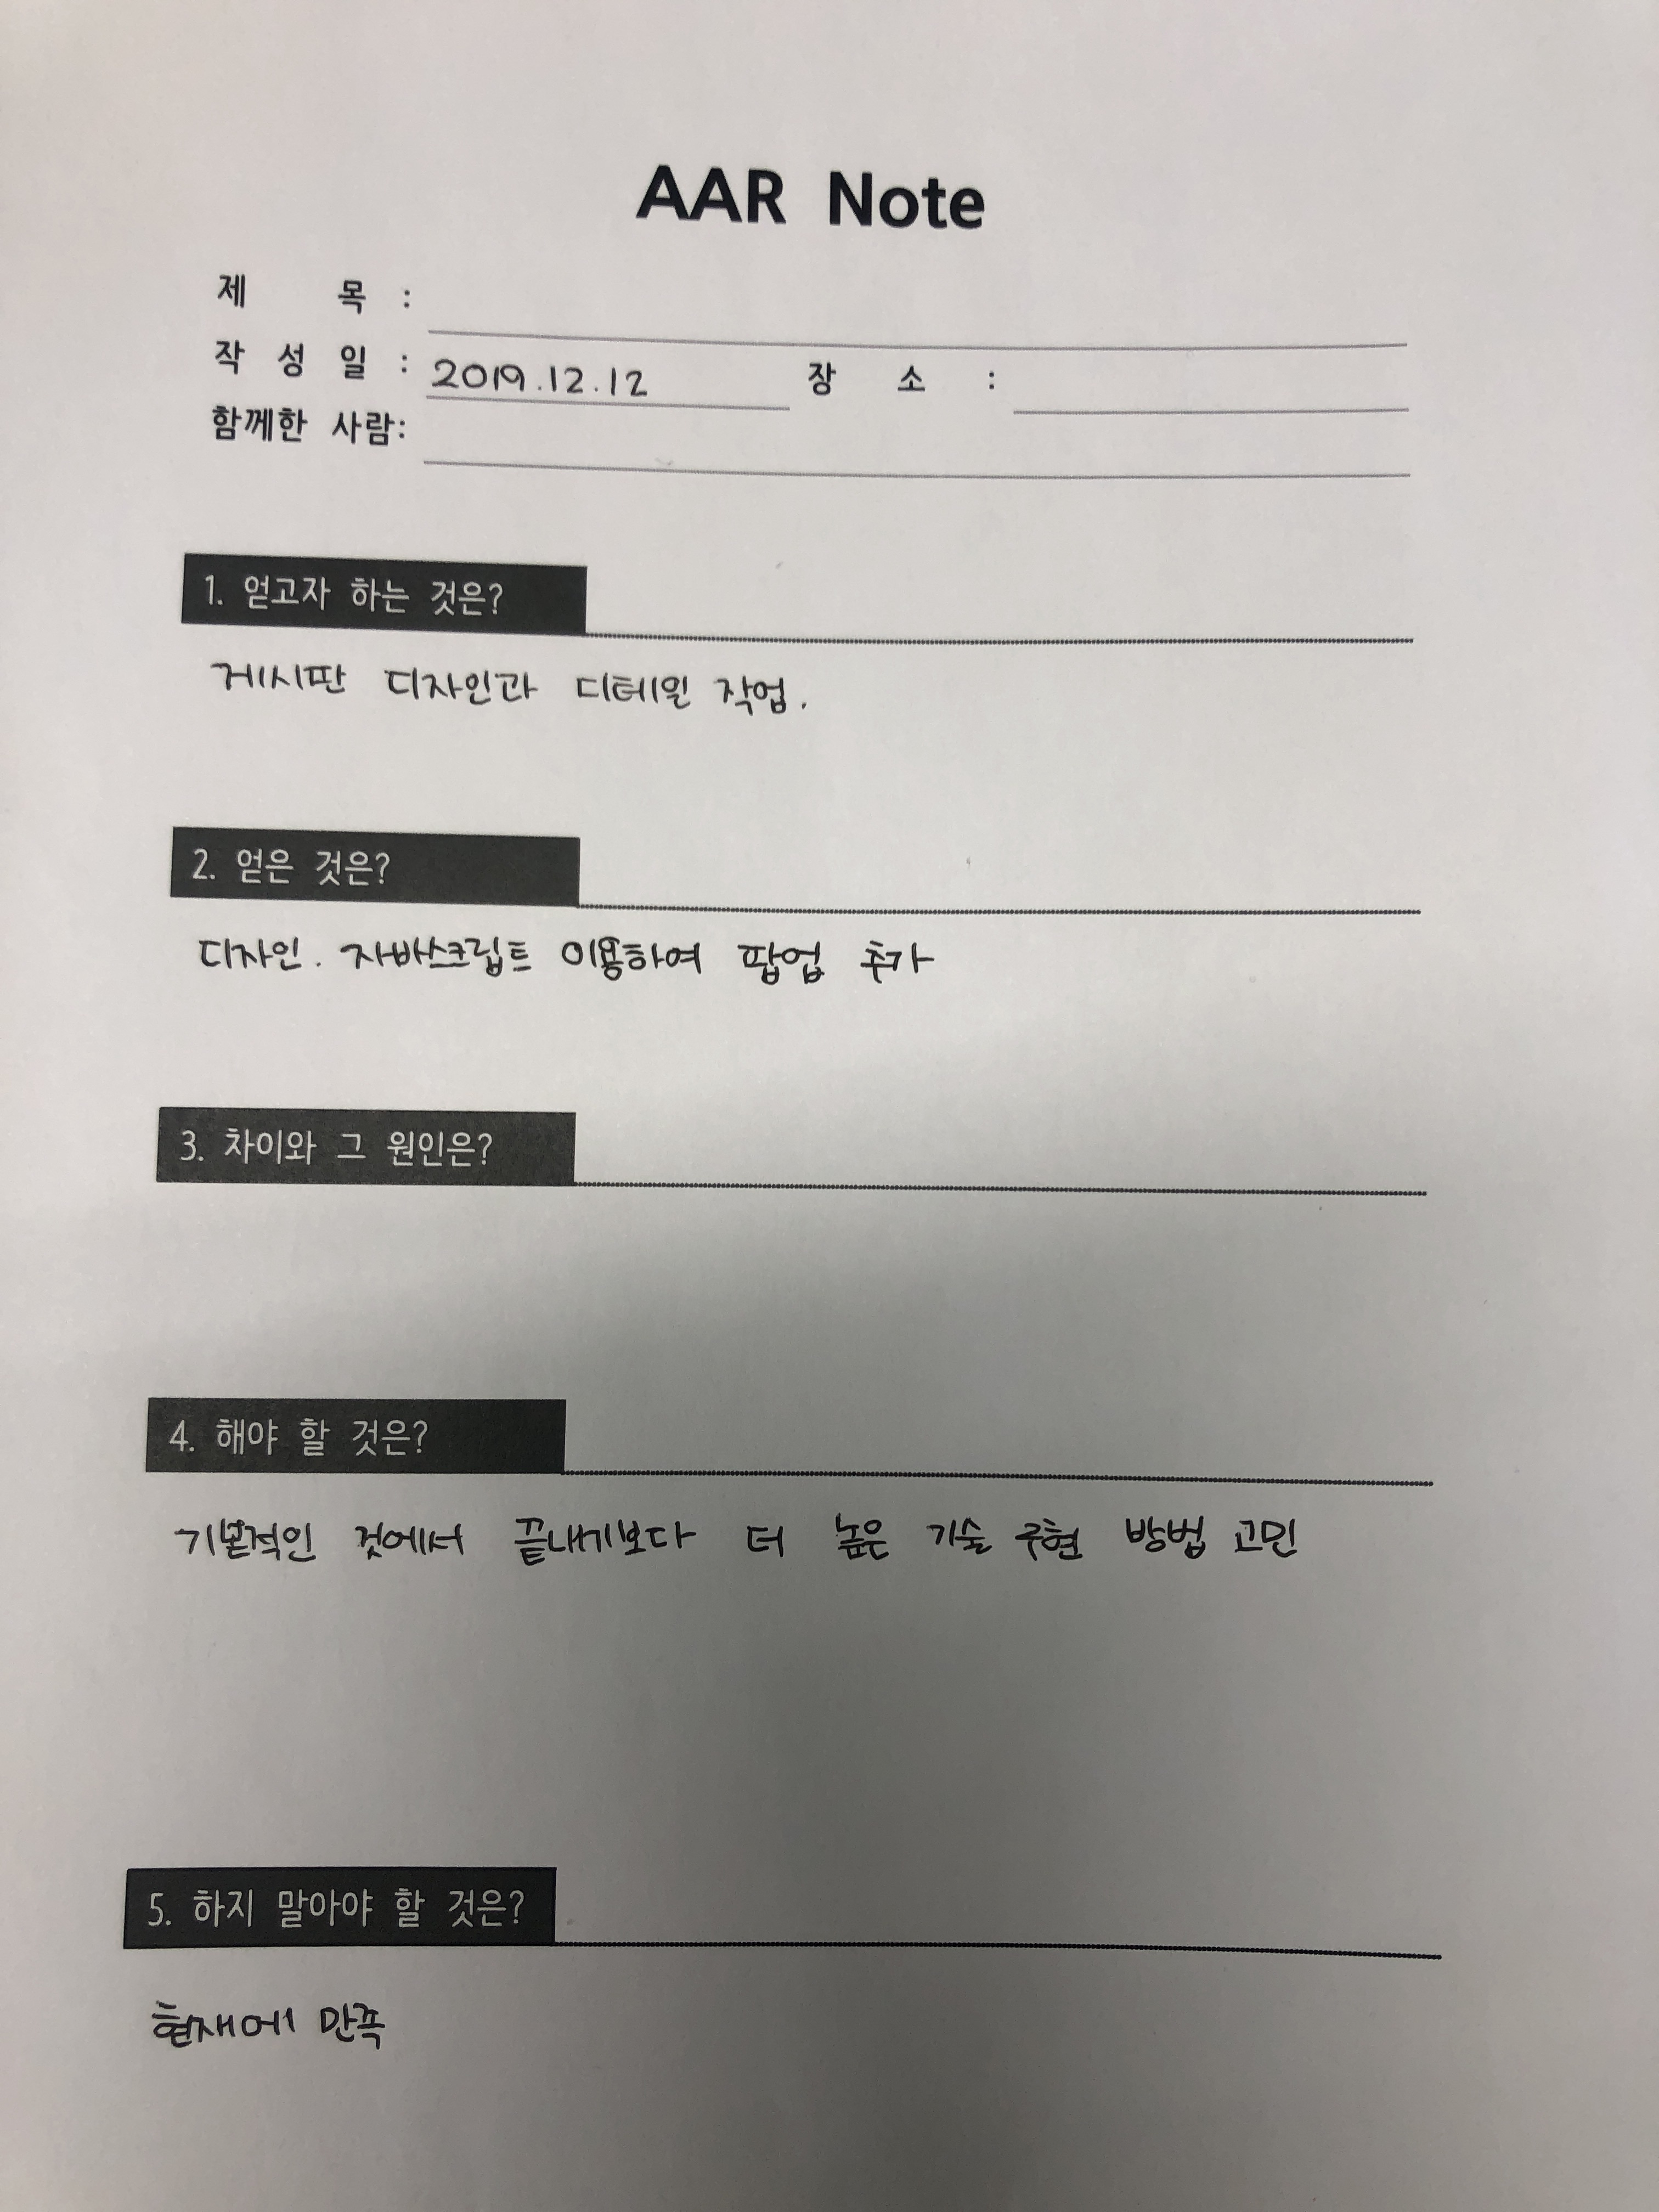 AAR Note
제 목 :
작 성 일 : 2019.12.12 장 소 :
함께한 사람:
1. 얻고자 하는 것은?
게시판 디자인과 디테일 작업.
2. 얻은 것은?
디자인. 자바스크립트 이용하여 팝업 추가
3. 차이와 그 원인은?
4. 해야 할 것은?
기본적인 것에서 끝내기보다 더 높은 기술 구현 방법 고민
5. 하지 말아야 할 것은?
현재에 만족